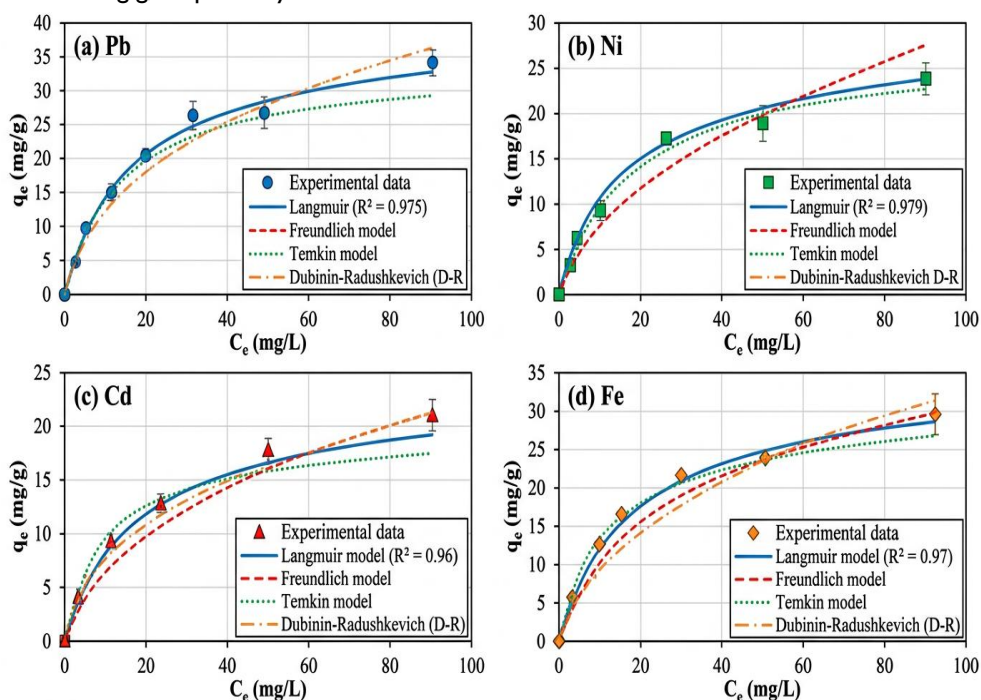 40
35
30
25
20
15
10
5
0
qe (mg/g)
(a) Pb
Experimental data
Langmuir (R² = 0.975)
Freundlich model
Temkin model
Dubinin-Radushkevich (D-R
0 20 40 60 80 100
Ce (mg/L)
30
25
20
15
10
5
0
qe (mg/g)
(b) Ni
Experimental data
Langmuir (R² = 0.979)
Freundlich model
Temkin model
Dubinin-Radushkevich D-R
0 20 40 60 80 100
Ce (mg/L)
25
20
15
10
5
0
qe (mg/g)
(c) Cd
Experimental data
Langmuir model (R² = 0.96)
Freundlich model
Temkin model
Dubinin-Radushkevich (D-R)
0 20 40 60 80 100
Ce (mg/L)
35
30
25
20
15
10
5
0
qe (mg/g)
(d) Fe
Experimental data
Langmuir model (R² = 0.97)
Freundlich model
Temkin model
Dubinin-Radushkevich (D-R)
0 20 40 60 80 100
Ce (mg/L)